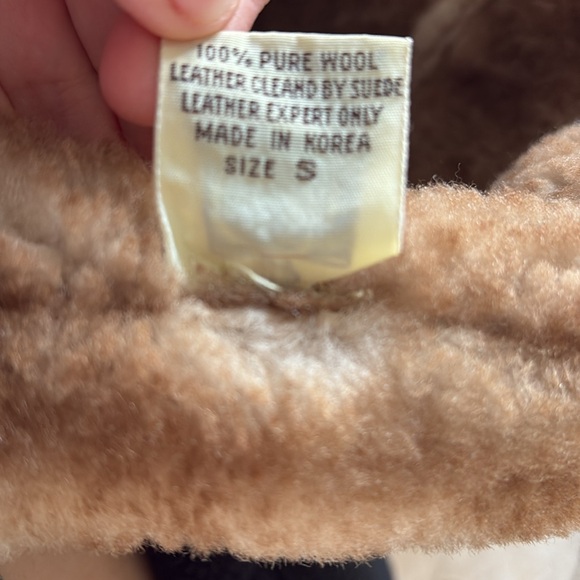 100% PURE WOOL
LEATHER CLEAND BY SUEDE
LEATHER EXPERT ONLY
MADE IN KOREA
SIZE S